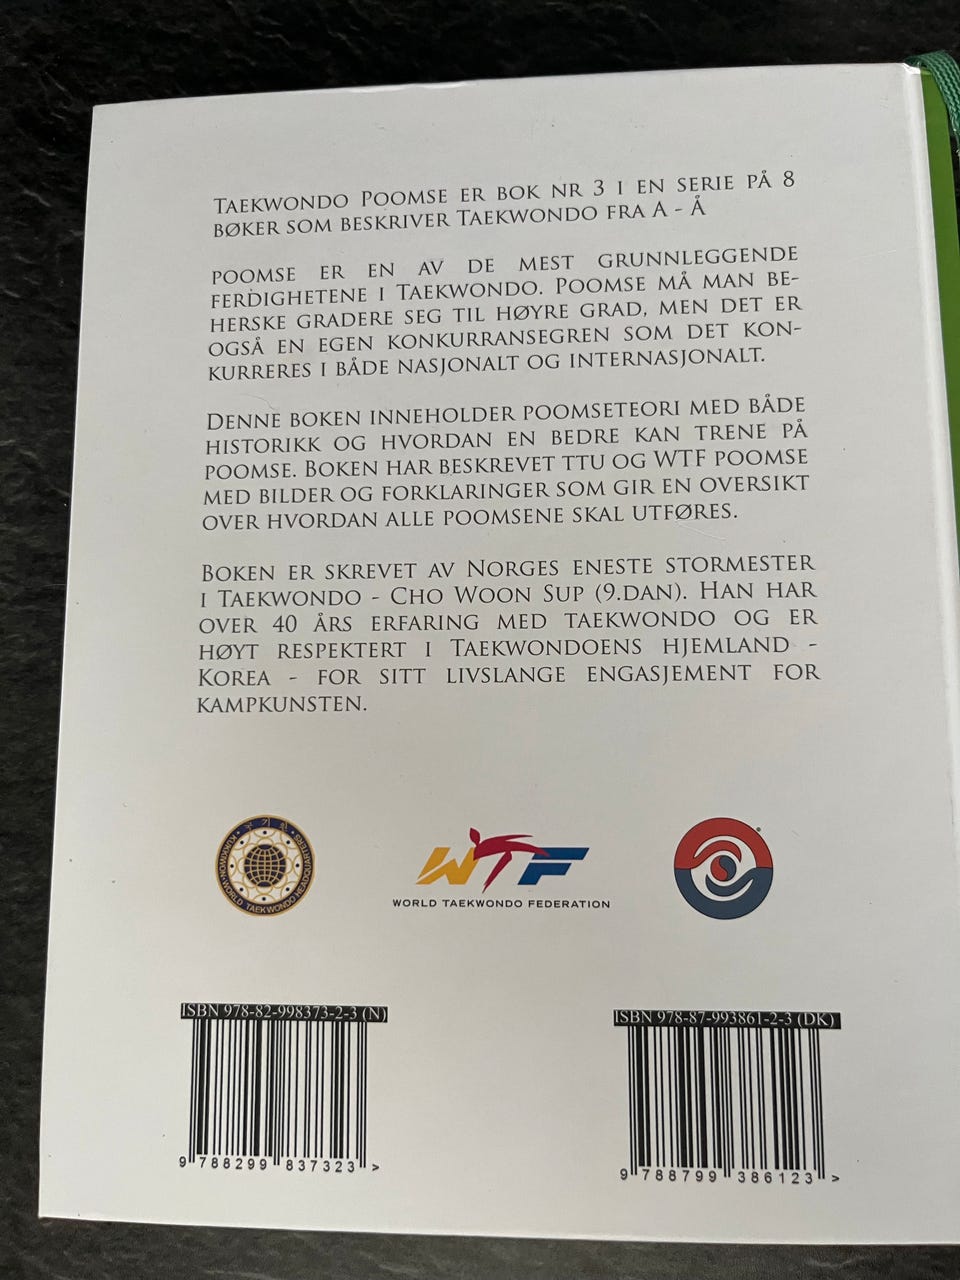 TAEKWONDO POOMSE ER BOK NR 3 I EN SERIE PÅ 8
BØKER SOM BESKRIVER TAEKWONDO FRA A - Å
POOMSE ER EN AV DE MEST GRUNNLEGGENDE
FERDIGHETENE I TAEKWONDO. POOMSE MÅ MAN BE-
HERSKE GRADERE SEG TIL HØYRE GRAD, MEN DET ER
OGSÅ EN EGEN KONKURRANSEGREN SOM DET KON-
KURRERES I BÅDE NASJONALT OG INTERNASJONALT.
DENNE BOKEN INNEHOLDER POOMSETEORI MED BÅDE
HISTORIKK OG HVORDAN EN BEDRE KAN TRENE PÅ
POOMSE. BOKEN HAR BESKREVET TTU OG WTF POOMSE
MED BILDER OG FORKLARINGER SOM GIR EN OVERSIKT
OVER HVORDAN ALLE POOMSENE SKAL UTFØRES.
BOKEN ER SKREVET AV NORGES ENESTE STORMESTER
I TAEKWONDO - CHO WOON SUP (9.DAN). HAN HAR
OVER 40 ÅRS ERFARING MED TAEKWONDO OG ER
HØYT RESPEKTERT I TAEKWONDOENS HJEMLAND -
KOREA - FOR SITT LIVSLANGE ENGASJEMENT FOR
KAMPKUNSTEN.
국기원
KUKKIWON·WORLD TAEKWONDO HEADQUARTERS
WTF
WORLD TAEKWONDO FEDERATION
®
ISBN 978-82-998373-2-3 (N)
9 788299 837323 >
ISBN 978-87-993861-2-3 (DK)
9 788799 386123 >